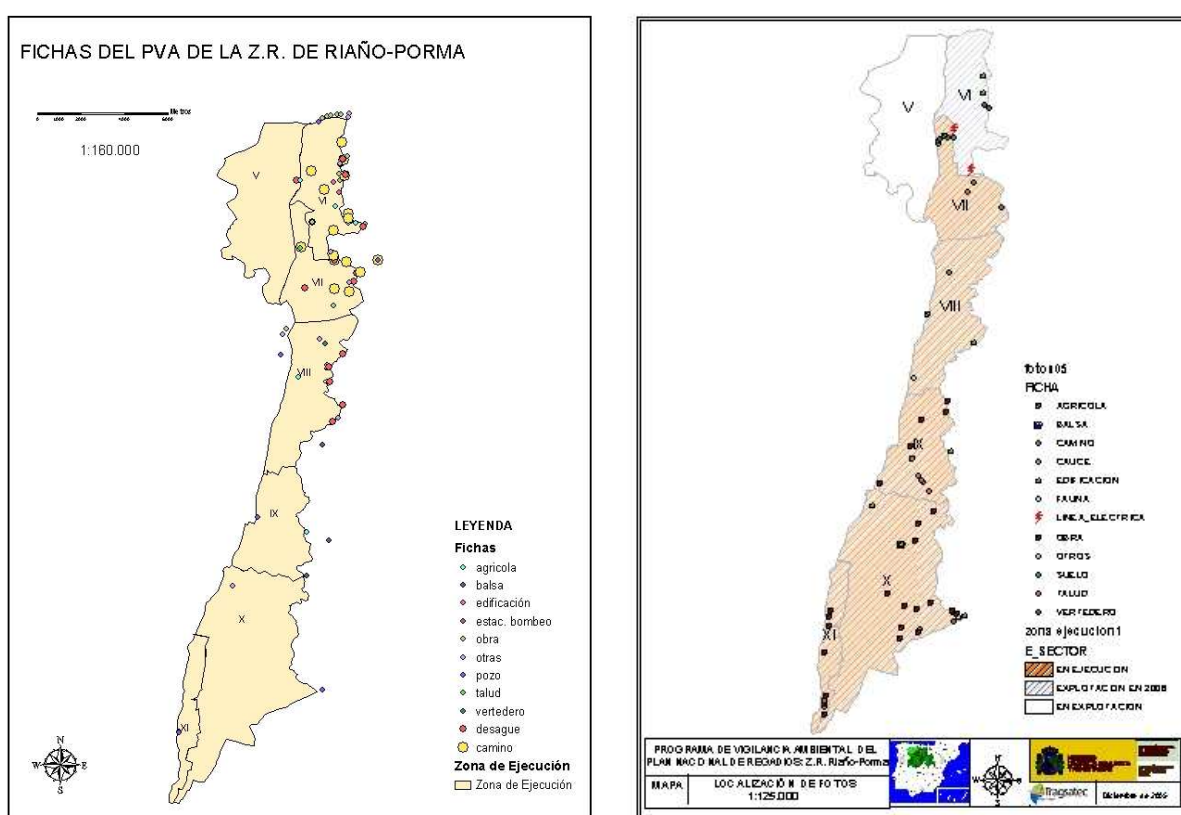 FICHAS DEL PVA DE LA Z.R. DE RIAÑO-PORMA
1:160.000
V
VI
VII
VIII
IX
X
XI
N
W
E
S
LEYENDA
Fichas
agricola
balsa
edificación
estac. bombeo
obra
otras
pozo
talud
vertedero
desague
camino
Zona de Ejecución
Zona de Ejecución
V
VI
VII
VIII
IX
X
XI
FICHA
AGRICOLA
BALSA
CAMINO
CAUCE
EDIFICACION
FAUNA
LINEA_ELECTRICA
OBRA
OTROS
SUELO
TALUD
VERTEDERO
zona ejecucion1
E_SECTOR
EN EJECUCION
EXPLOTACION EN 2006
EN EXPLOTACION
PROGRAMA DE VIGILANCIA AMBIENTAL DEL
PLAN NACIONAL DE REGADIOS: Z.R. Riaño-Porma
MAPA
LOCALIZACIÓN DE FOTOS
1:125.000
N
W
E
S
Tragsatec